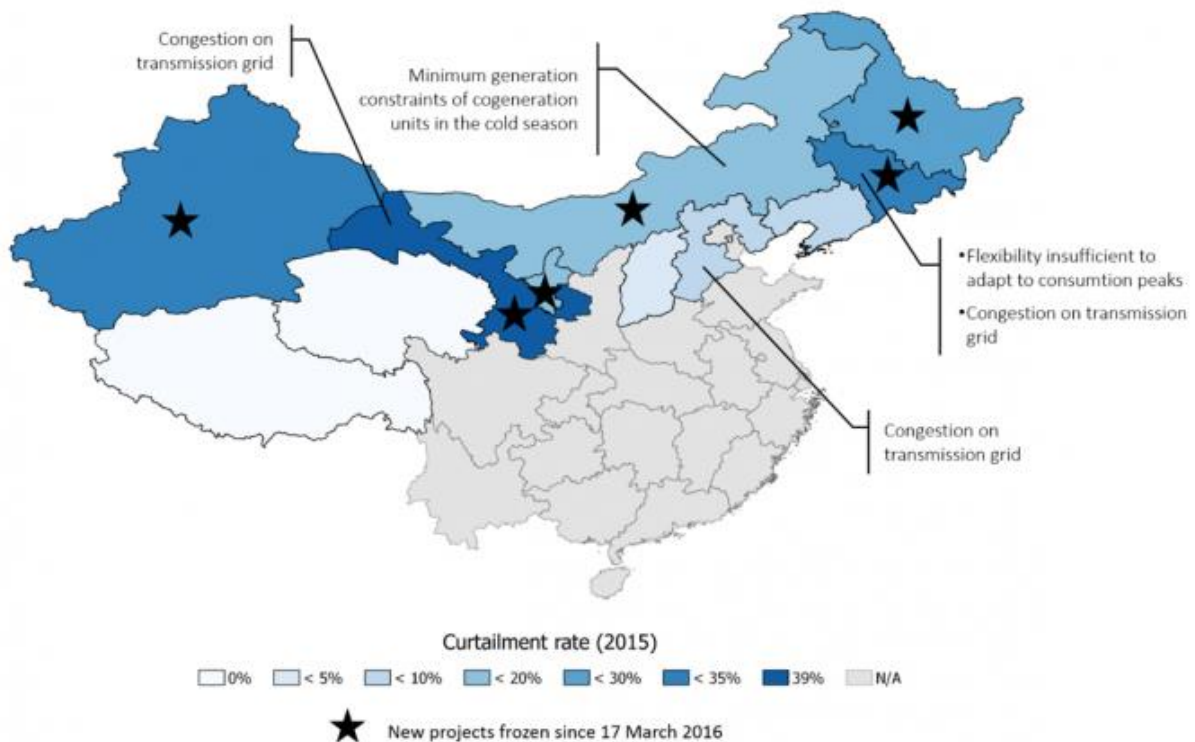 Congestion on
transmission grid
Minimum generation
constraints of cogeneration
units in the cold season
•Flexibility insufficient to
adapt to consumtion peaks
•Congestion on transmission
grid
Congestion on
transmission grid
Curtailment rate (2015)
0% < 5% < 10% < 20% < 30% < 35% 39% N/A
New projects frozen since 17 March 2016